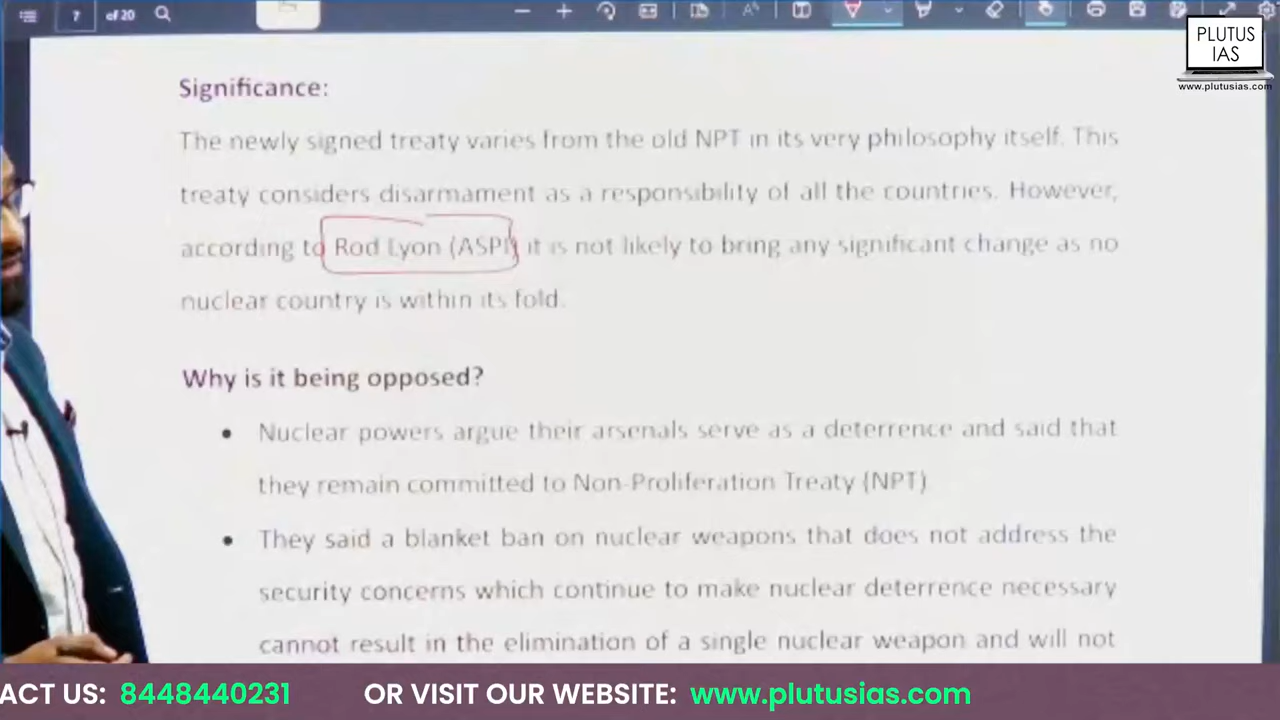 7 of 20
PLUTUS
IAS
www.plutusias.com
Significance:
The newly signed treaty varies from the old NPT in its very philosophy itself. This
treaty considers disarmament as a responsibility of all the countries. However,
according to Rod Lyon (ASPI) it is not likely to bring any significant change as no
nuclear country is within its fold.
Why is it being opposed?
• Nuclear powers argue their arsenals serve as a deterrence and said that
they remain committed to Non-Proliferation Treaty (NPT)
• They said a blanket ban on nuclear weapons that does not address the
security concerns which continue to make nuclear deterrence necessary
cannot result in the elimination of a single nuclear weapon and will not
ACT US: 8448440231 OR VISIT OUR WEBSITE: www.plutusias.com